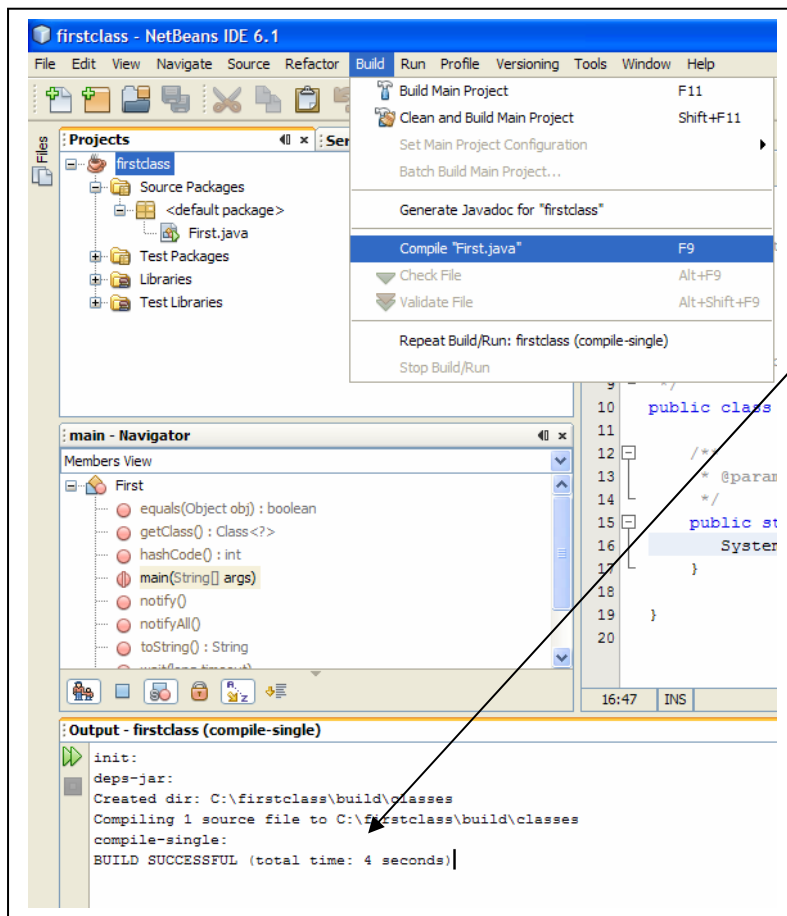 firstclass - NetBeans IDE 6.1
File Edit View Navigate Source Refactor Build Run Profile Versioning Tools Window Help
Build Main Project F11
Clean and Build Main Project Shift+F11
Set Main Project Configuration
Batch Build Main Project...
Generate Javadoc for "firstclass"
Compile "First.java" F9
Check File Alt+F9
Validate File Alt+Shift+F9
Repeat Build/Run: firstclass (compile-single)
Stop Build/Run
Files
Projects
Ser
firstclass
Source Packages
<default package>
First.java
Test Packages
Libraries
Test Libraries
main - Navigator
Members View
First
equals(Object obj) : boolean
getClass() : Class<?>
hashCode() : int
main(String[] args)
notify()
notifyAll()
toString() : String
9 */
10 public class
11
12 /**
13 * @param
14 */
15 public st
16 System
17 }
18
19 }
20
16:47 INS
Output - firstclass (compile-single)
init:
deps-jar:
Created dir: C:\firstclass\build\classes
Compiling 1 source file to C:\firstclass\build\classes
compile-single:
BUILD SUCCESSFUL (total time: 4 seconds)